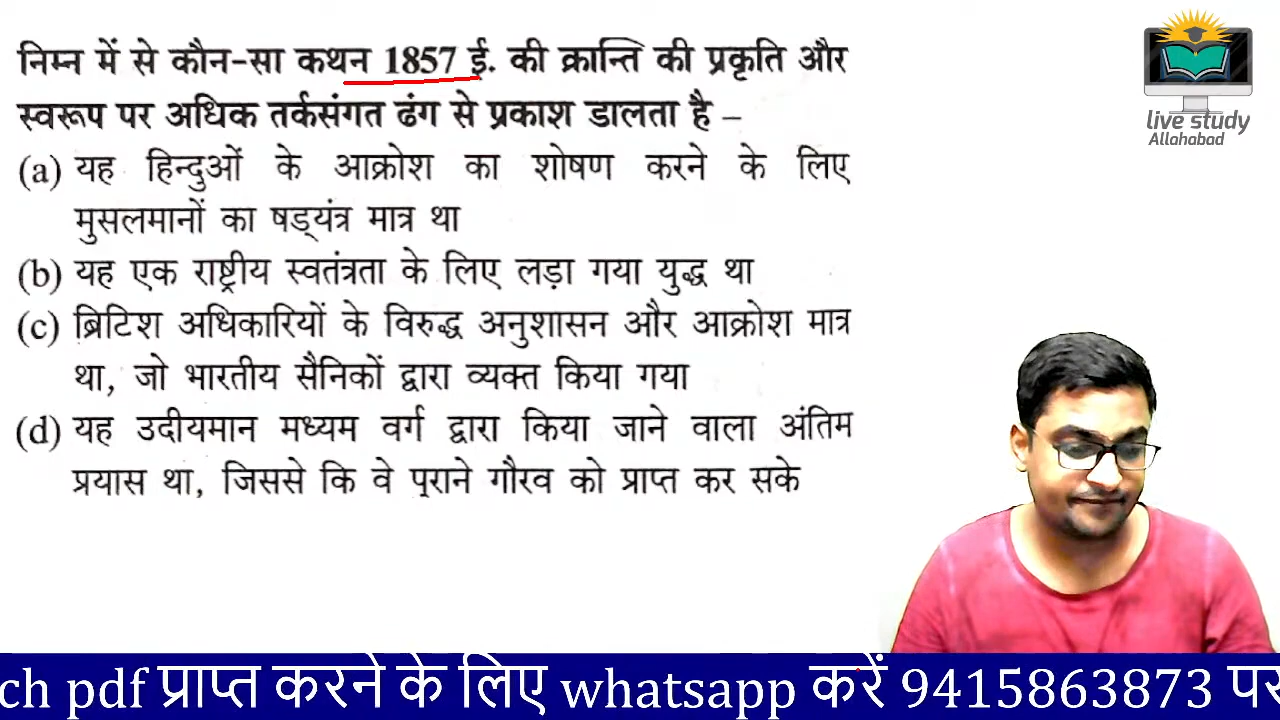 निम्न में से कौन-सा कथन 1857 ई. की क्रान्ति की प्रकृति और
स्वरूप पर अधिक तर्कसंगत ढंग से प्रकाश डालता है –
(a) यह हिन्दुओं के आक्रोश का शोषण करने के लिए
मुसलमानों का षड्यंत्र मात्र था
(b) यह एक राष्ट्रीय स्वतंत्रता के लिए लड़ा गया युद्ध था
(c) ब्रिटिश अधिकारियों के विरुद्ध अनुशासन और आक्रोश मात्र
था, जो भारतीय सैनिकों द्वारा व्यक्त किया गया
(d) यह उदीयमान मध्यम वर्ग द्वारा किया जाने वाला अंतिम
प्रयास था, जिससे कि वे पुराने गौरव को प्राप्त कर सके
live study
Allahabad
ch pdf प्राप्त करने के लिए whatsapp करें 9415863873 पर